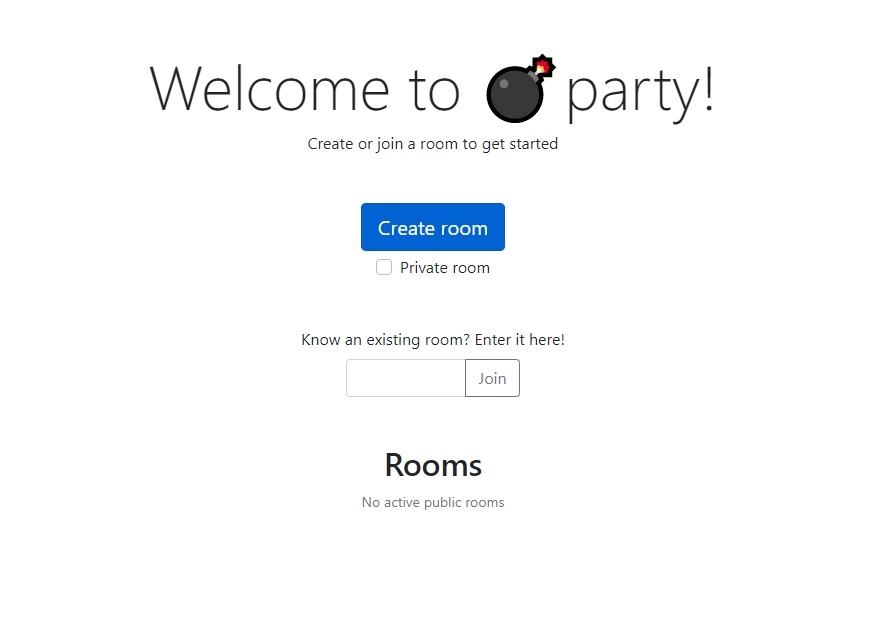 Welcome to 💣 party!
Create or join a room to get started
Create room
Private room
Know an existing room? Enter it here!
Join
Rooms
No active public rooms